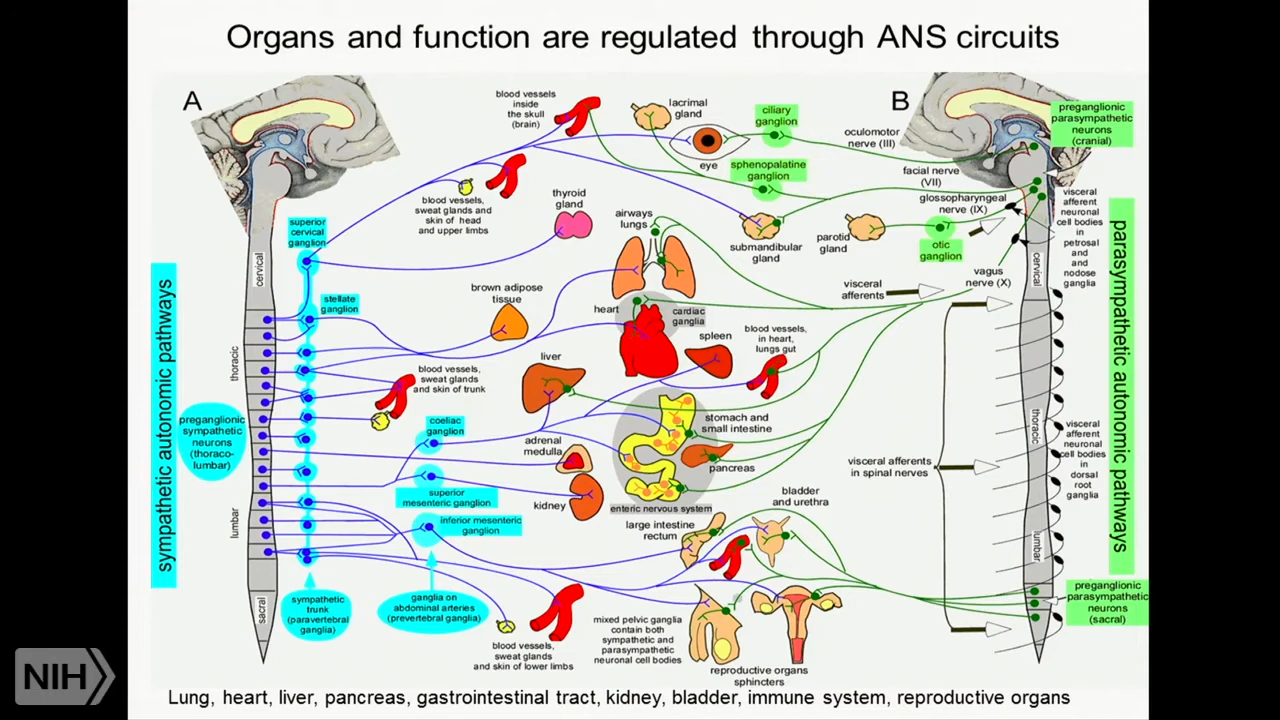 Organs and function are regulated through ANS circuits
A
B
blood vessels
inside
the skull
(brain)
lacrimal
gland
ciliary
ganglion
preganglionic
parasympathetic
neurons
(cranial)
oculomotor
nerve (III)
eye
sphenopalatine
ganglion
facial nerve
(VII)
blood vessels,
sweat glands and
skin of head
and upper limbs
thyroid
gland
airways
lungs
submandibular
gland
parotid
gland
glossopharyngeal
nerve (IX)
otic
ganglion
visceral
afferent
neuronal
cell bodies
in
petrosal
and
and
nodose
ganglia
superior
cervical
ganglion
cervical
vagus
nerve (X)
cervical
visceral
afferents
stellate
ganglion
brown adipose
tissue
heart
cardiac
ganglia
spleen
blood vessels,
in heart,
lungs gut
sympathetic autonomic pathways
parasympathetic autonomic pathways
thoracic
liver
blood vessels,
sweat glands
and skin of trunk
preganglionic
sympathetic
neurons
(thoraco-
lumbar)
coeliac
ganglion
stomach and
small intestine
thoracic
visceral
afferent
neuronal
cell bodies
in
dorsal
root
ganglia
adrenal
medulla
pancreas
visceral afferents
in spinal nerves
superior
mesenteric ganglion
kidney
enteric nervous system
bladder
and urethra
lumbar
inferior mesenteric
ganglion
large intestine
rectum
lumbar
sacral
sympathetic
trunk
(paravertebral
ganglia)
ganglia on
abdominal arteries
(prevertebral ganglia)
preganglionic
parasympathetic
neurons
(sacral)
mixed pelvic ganglia
contain both
sympathetic and
parasympathetic
neuronal cell bodies
blood vessels,
sweat glands
and skin of lower limbs
reproductive organs
sphincters
NIH
Lung, heart, liver, pancreas, gastrointestinal tract, kidney, bladder, immune system, reproductive organs